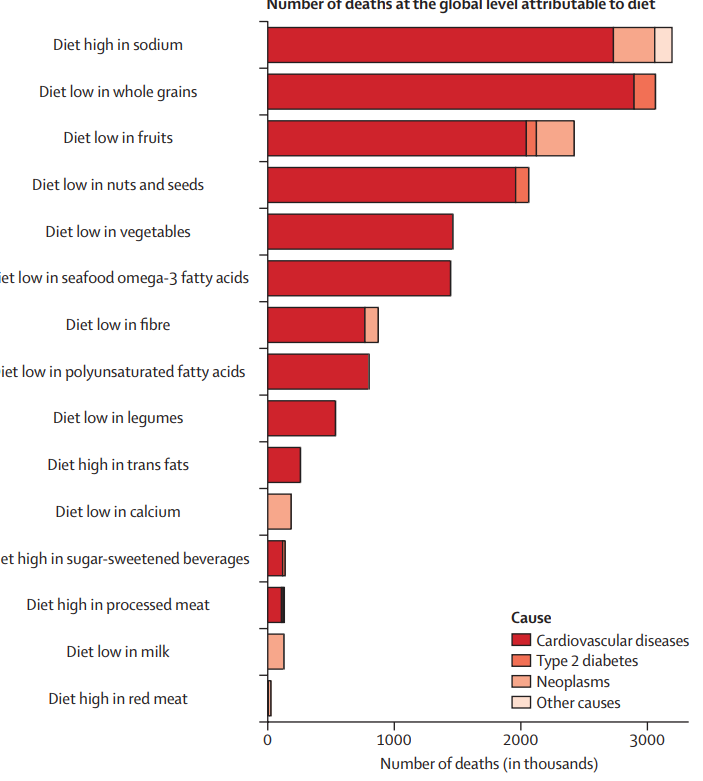 Number of deaths at the global level attributable to diet
Diet high in sodium
Diet low in whole grains
Diet low in fruits
Diet low in nuts and seeds
Diet low in vegetables
iet low in seafood omega-3 fatty acids
Diet low in fibre
iet low in polyunsaturated fatty acids
Diet low in legumes
Diet high in trans fats
Diet low in calcium
et high in sugar-sweetened beverages
Diet high in processed meat
Diet low in milk
Diet high in red meat
Cause
Cardiovascular diseases
Type 2 diabetes
Neoplasms
Other causes
0 1000 2000 3000
Number of deaths (in thousands)